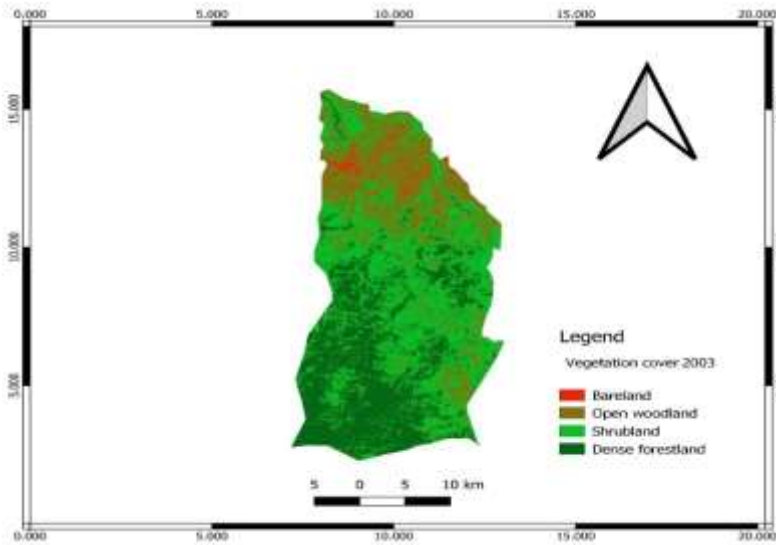 0.000 5.000 10.000 15.000 20.000
15.000
10.000
5.000
Legend
Vegetation cover 2003
Bareland
Open woodland
Shrubland
Dense forestland
5 0 5 10 km
0.000 5.000 10.000 15.000 20.000